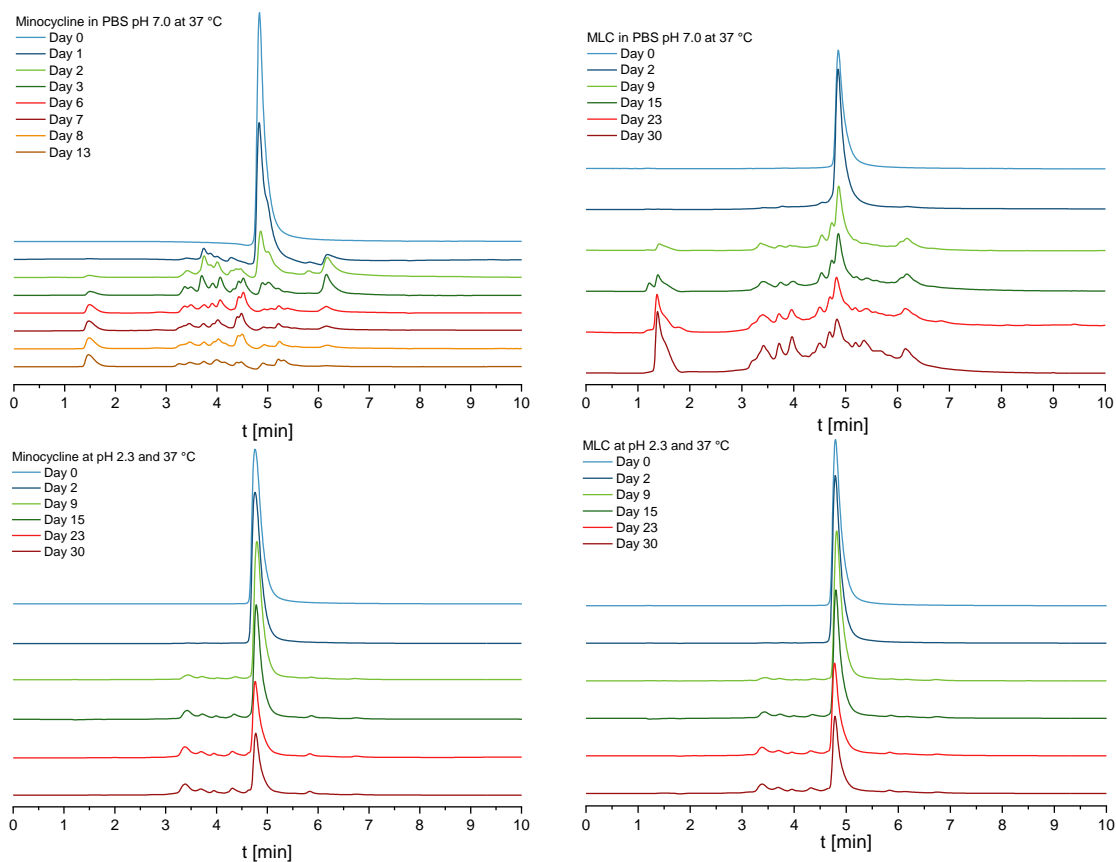 Minocycline in PBS pH 7.0 at 37 °C
Day 0
Day 1
Day 2
Day 3
Day 6
Day 7
Day 8
Day 13
0 1 2 3 4 5 6 7 8 9 10
t [min]
MLC in PBS pH 7.0 at 37 °C
Day 0
Day 2
Day 9
Day 15
Day 23
Day 30
0 1 2 3 4 5 6 7 8 9 10
t [min]
Minocycline at pH 2.3 and 37 °C
Day 0
Day 2
Day 9
Day 15
Day 23
Day 30
0 1 2 3 4 5 6 7 8 9 10
t [min]
MLC at pH 2.3 and 37 °C
Day 0
Day 2
Day 9
Day 15
Day 23
Day 30
0 1 2 3 4 5 6 7 8 9 10
t [min]